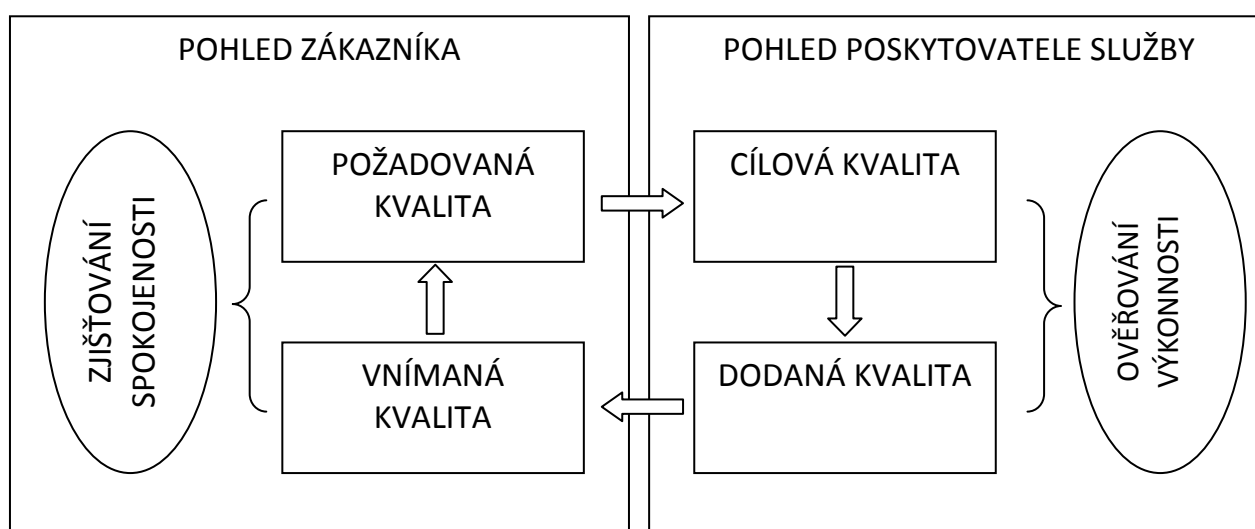 POHLED ZÁKAZNÍKA
ZJIŠŤOVÁNÍ
SPOKOJENOSTI
POŽADOVANÁ
KVALITA
VNÍMANÁ
KVALITA
POHLED POSKYTOVATELE SLUŽBY
CÍLOVÁ KVALITA
DODANÁ KVALITA
OVĚŘOVÁNÍ
VÝKONNOSTI